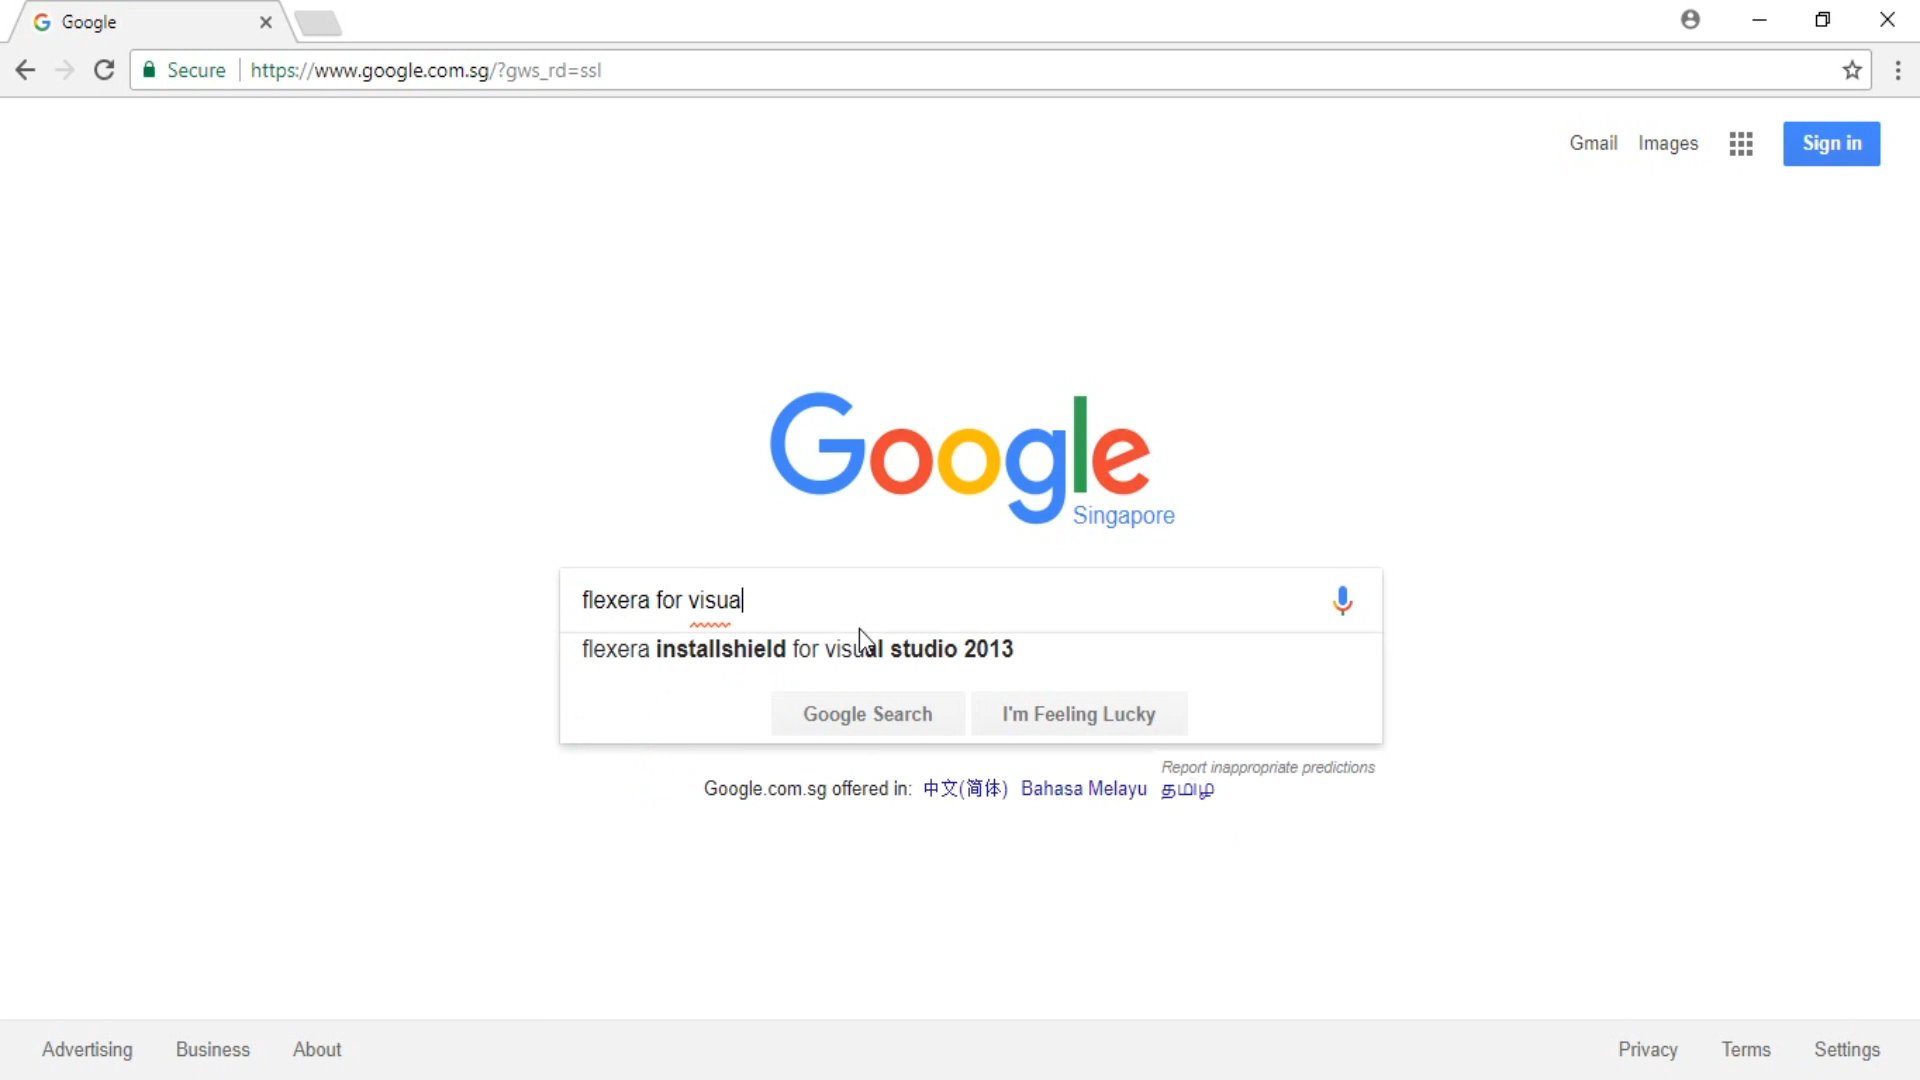 Google
Secure https://www.google.com.sg/?gws_rd=ssl
Gmail Images Sign in
Google
Singapore
flexera for visua
flexera installshield for visual studio 2013
Google Search I'm Feeling Lucky
Report inappropriate predictions
Google.com.sg offered in: 中文(简体) Bahasa Melayu தமிழ்
Advertising Business About Privacy Terms Settings